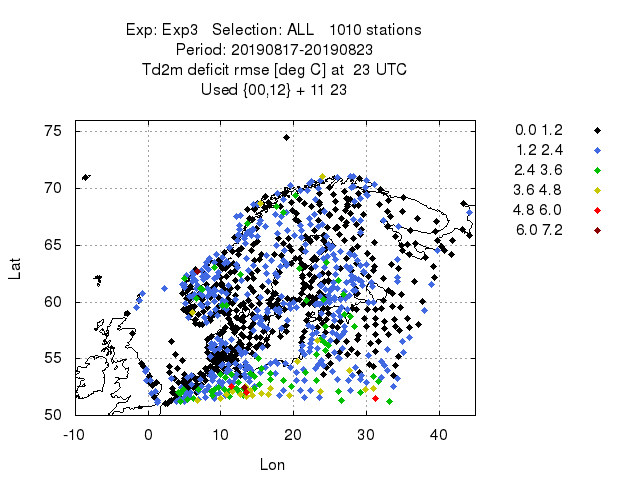 Exp: Exp3 Selection: ALL 1010 stations
Period: 20190817-20190823
Td2m deficit rmse [deg C] at 23 UTC
Used {00,12} + 11 23
75
70
65
60
55
50
Lat
-10 0 10 20 30 40
Lon
0.0 1.2
1.2 2.4
2.4 3.6
3.6 4.8
4.8 6.0
6.0 7.2